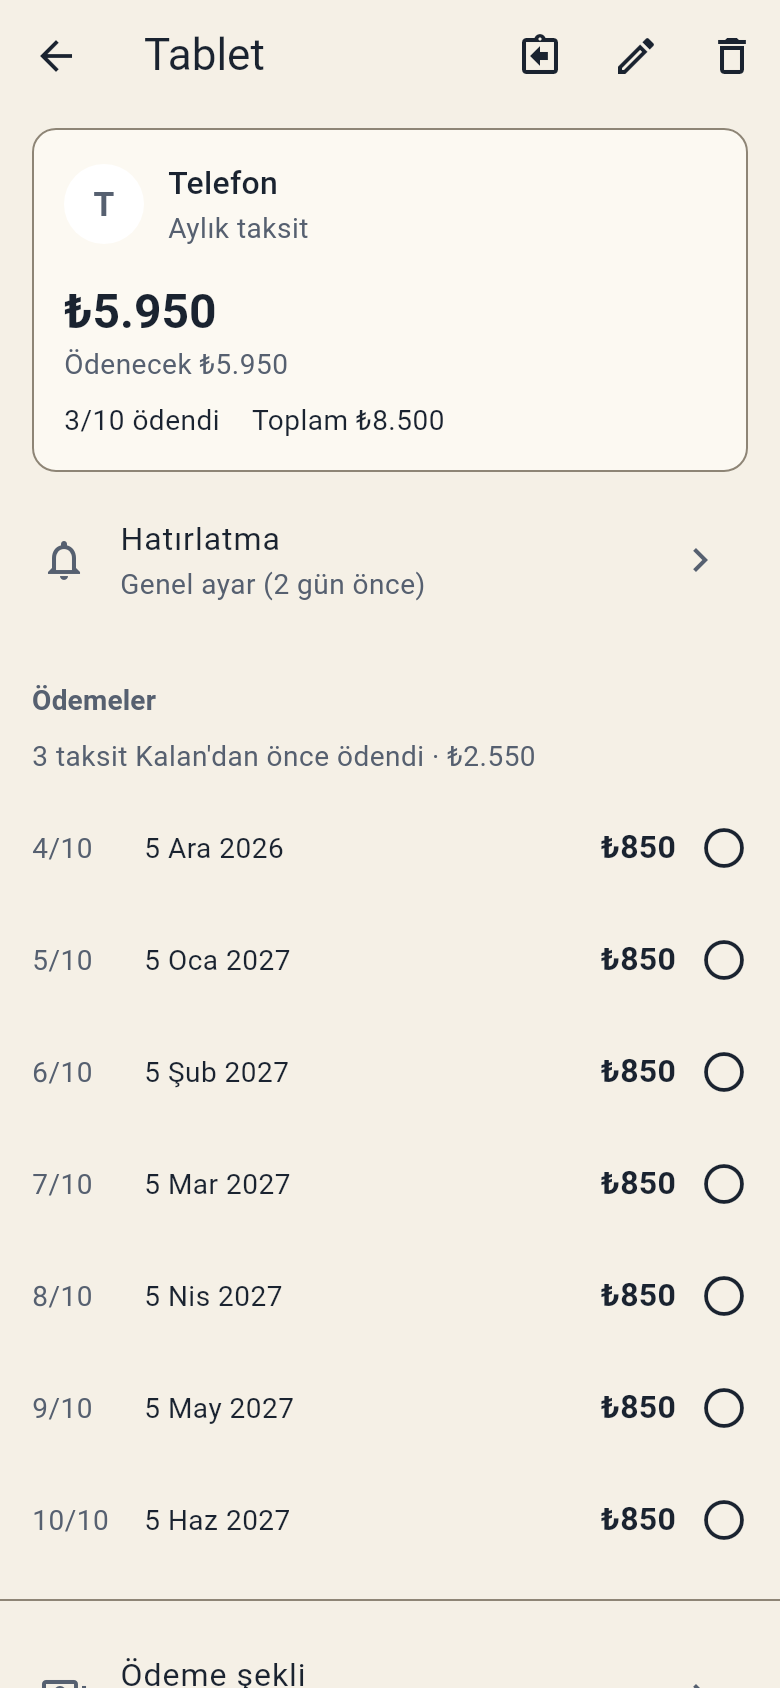 Tablet
T
Telefon
Aylık taksit
₺5.950
Ödenecek ₺5.950
3/10 ödendi Toplam ₺8.500
Hatırlatma
Genel ayar (2 gün önce)
Ödemeler
3 taksit Kalan'dan önce ödendi · ₺2.550
4/10 5 Ara 2026 ₺850
5/10 5 Oca 2027 ₺850
6/10 5 Şub 2027 ₺850
7/10 5 Mar 2027 ₺850
8/10 5 Nis 2027 ₺850
9/10 5 May 2027 ₺850
10/10 5 Haz 2027 ₺850
Ödeme şekli